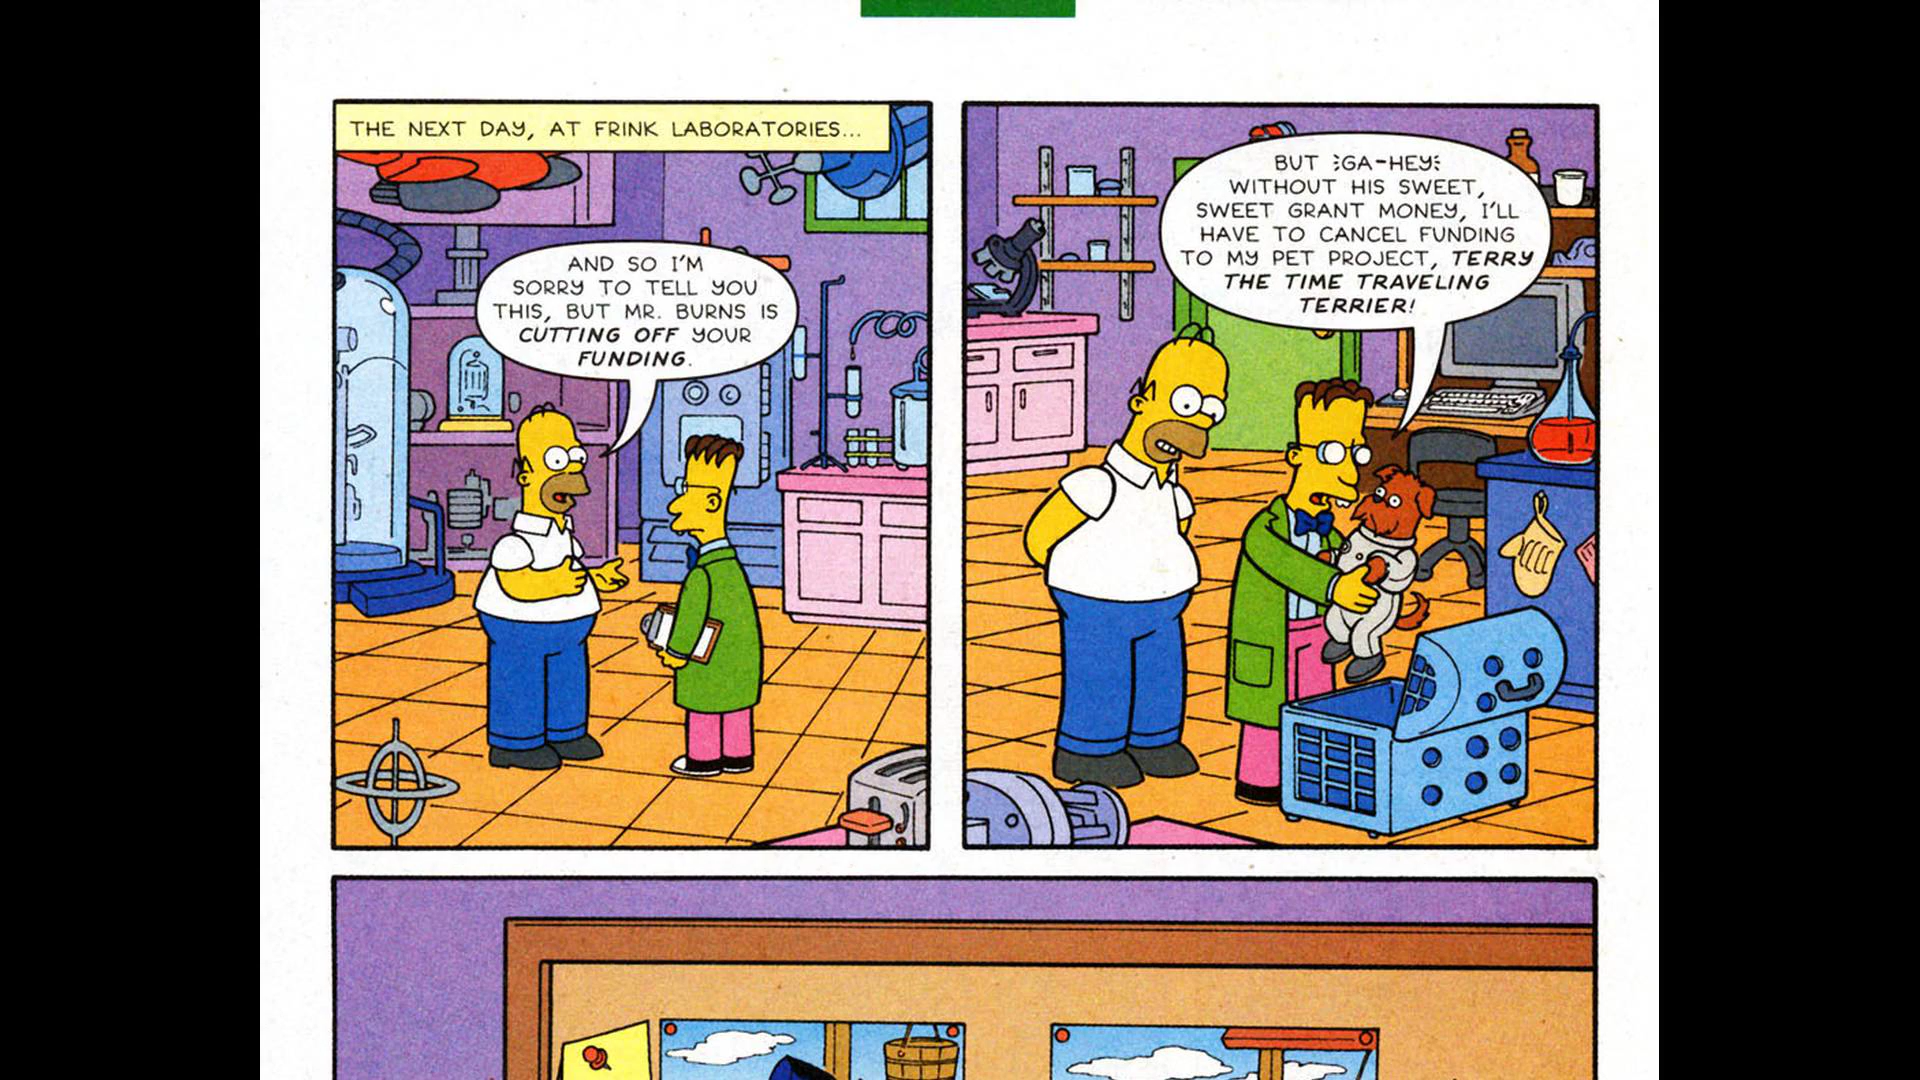 THE NEXT DAY, AT FRINK LABORATORIES...
AND SO I'M
SORRY TO TELL YOU
THIS, BUT MR. BURNS IS
CUTTING OFF YOUR
FUNDING.
BUT GA-HEY
WITHOUT HIS SWEET,
SWEET GRANT MONEY, I'LL
HAVE TO CANCEL FUNDING
TO MY PET PROJECT, TERRY
THE TIME TRAVELING
TERRIER!